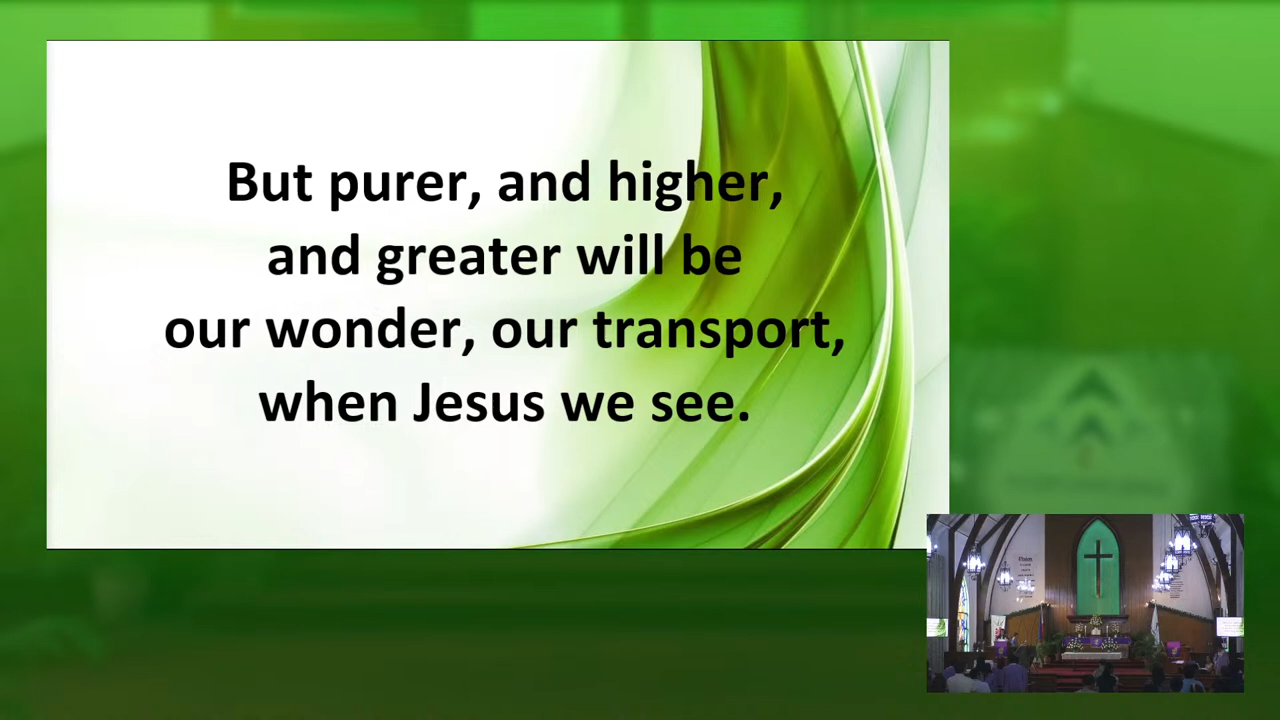 But purer, and higher,
and greater will be
our wonder, our transport,
when Jesus we see.